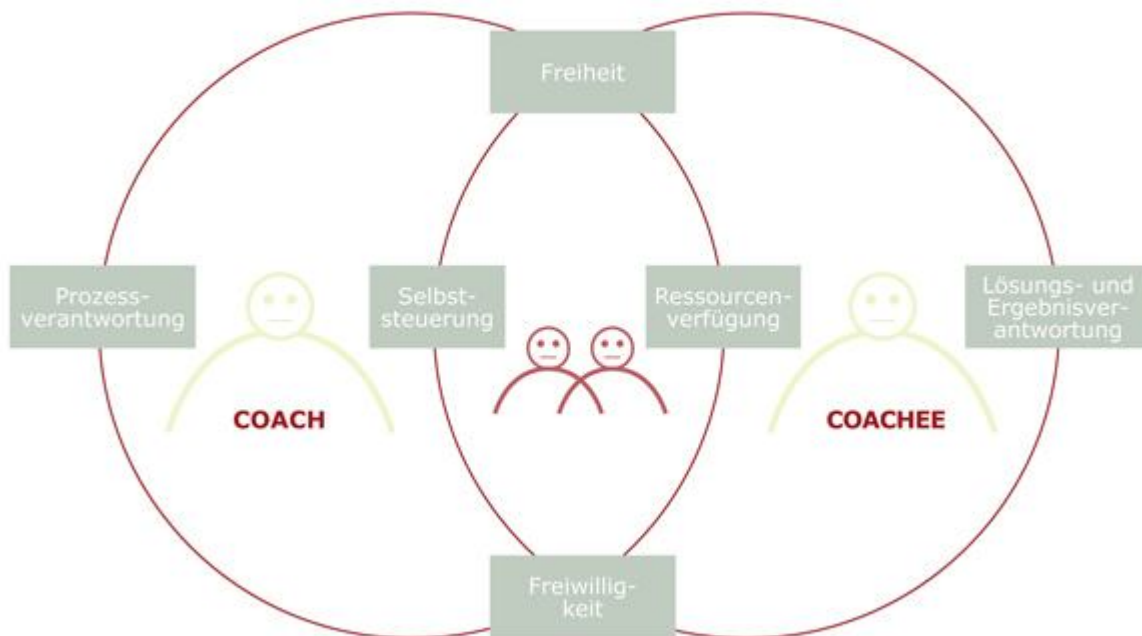 Freiheit
Prozess-
verantwortung
Selbst-
steuerung
Ressourcen-
verfügung
Lösungs- und
Ergebnisver-
antwortung
COACH
COACHEE
Freiwillig-
keit